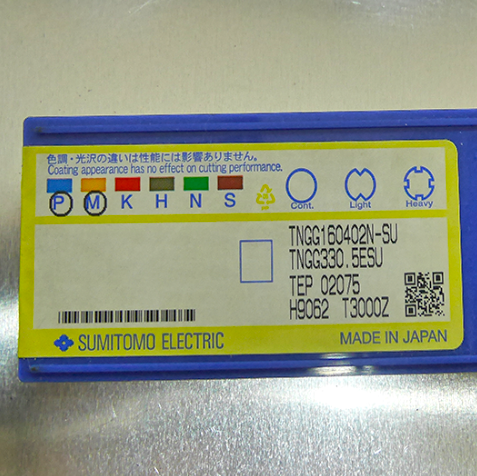 色調・光沢の違いは性能には影響ありません。
Coating appearance has no effect on cutting performance.
P M K H N S
Cont. Light Heavy
TNGG160402N-SU
TNGG330.5ESU
TEP 02075
H9062 T3000Z
SUMITOMO ELECTRIC
MADE IN JAPAN